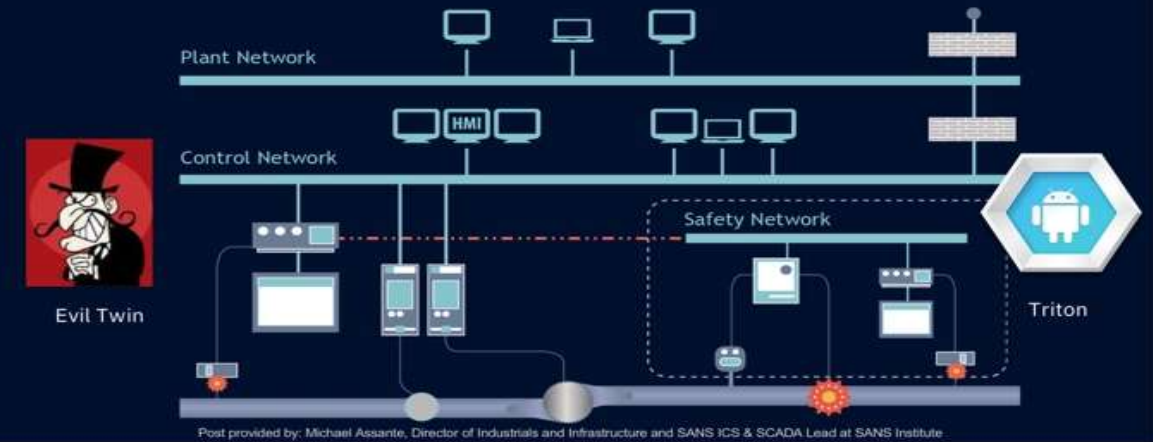 Plant Network
HMI
Control Network
Safety Network
Evil Twin
Triton
Post provided by: Michael Assante, Director of Industrials and Infrastructure and SANS ICS & SCADA Lead at SANS Institute